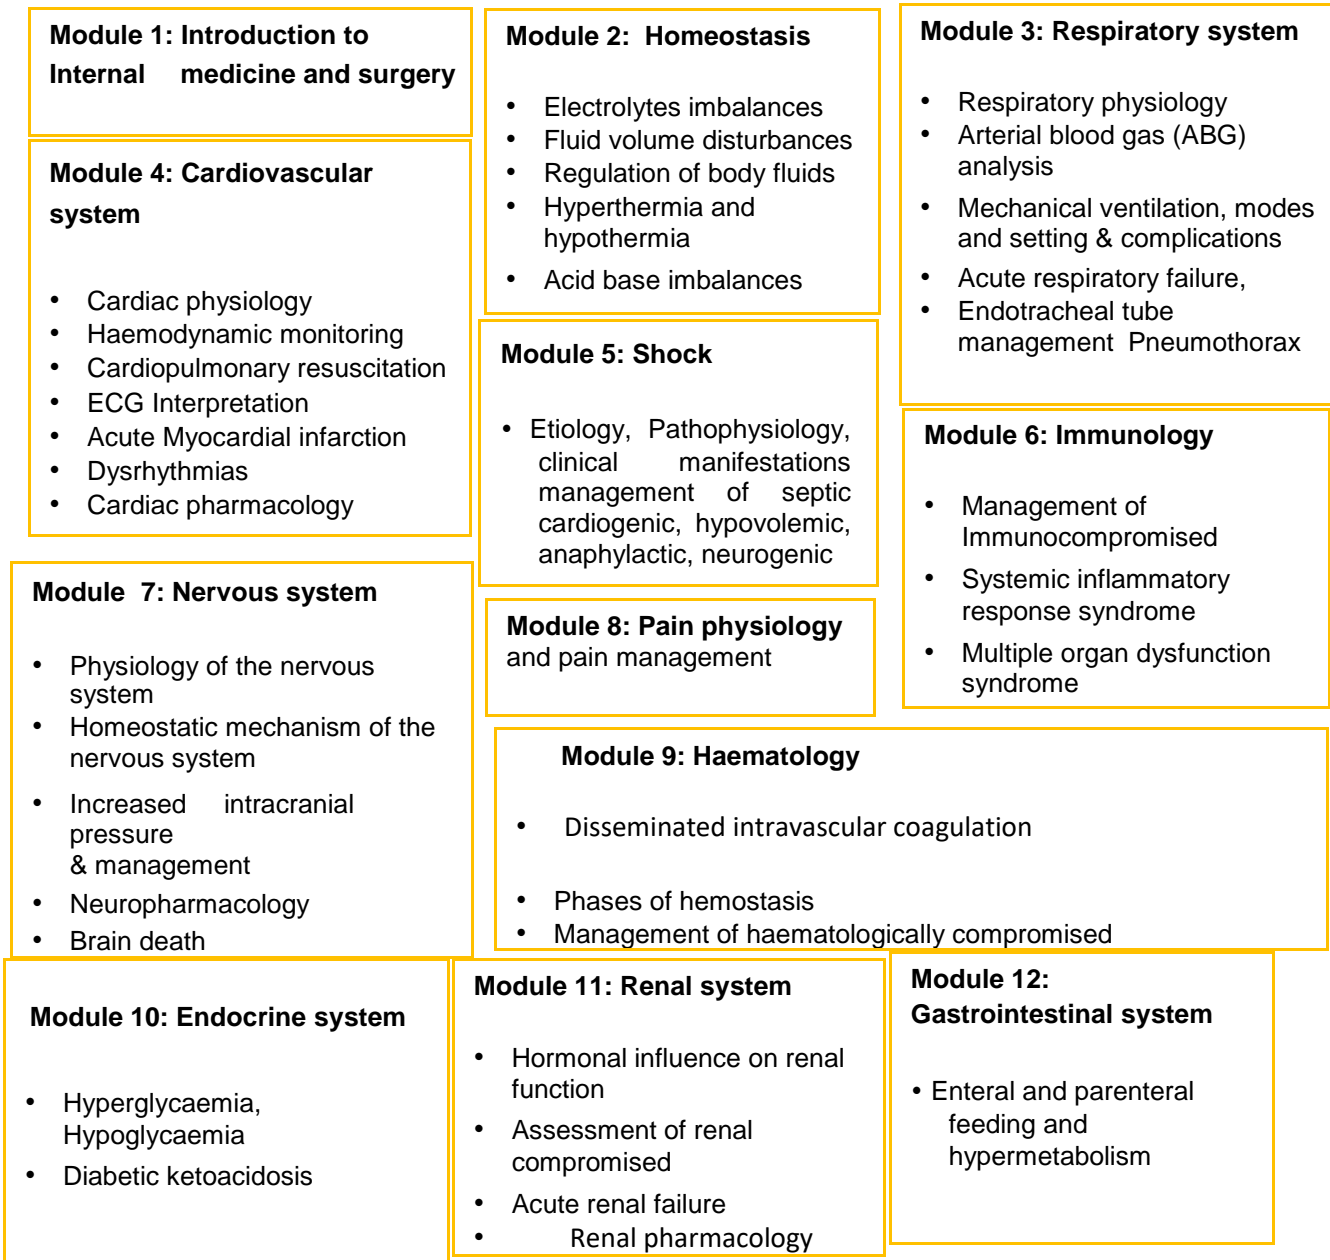 Module 1: Introduction to
Internal medicine and surgery
Module 2: Homeostasis
• Electrolytes imbalances
• Fluid volume disturbances
• Regulation of body fluids
• Hyperthermia and
hypothermia
• Acid base imbalances
Module 3: Respiratory system
• Respiratory physiology
• Arterial blood gas (ABG)
analysis
• Mechanical ventilation, modes
and setting & complications
• Acute respiratory failure,
• Endotracheal tube
management Pneumothorax
Module 4: Cardiovascular
system
• Cardiac physiology
• Haemodynamic monitoring
• Cardiopulmonary resuscitation
• ECG Interpretation
• Acute Myocardial infarction
• Dysrhythmias
• Cardiac pharmacology
Module 5: Shock
• Etiology, Pathophysiology,
clinical manifestations
management of septic
cardiogenic, hypovolemic,
anaphylactic, neurogenic
Module 6: Immunology
• Management of
Immunocompromised
• Systemic inflammatory
response syndrome
• Multiple organ dysfunction
syndrome
Module 7: Nervous system
• Physiology of the nervous
system
• Homeostatic mechanism of the
nervous system
• Increased intracranial
pressure
& management
• Neuropharmacology
• Brain death
Module 8: Pain physiology
and pain management
Module 9: Haematology
• Disseminated intravascular coagulation
• Phases of hemostasis
• Management of haematologically compromised
Module 10: Endocrine system
• Hyperglycaemia,
Hypoglycaemia
• Diabetic ketoacidosis
Module 11: Renal system
• Hormonal influence on renal
function
• Assessment of renal
compromised
• Acute renal failure
• Renal pharmacology
Module 12:
Gastrointestinal system
• Enteral and parenteral
feeding and
hypermetabolism